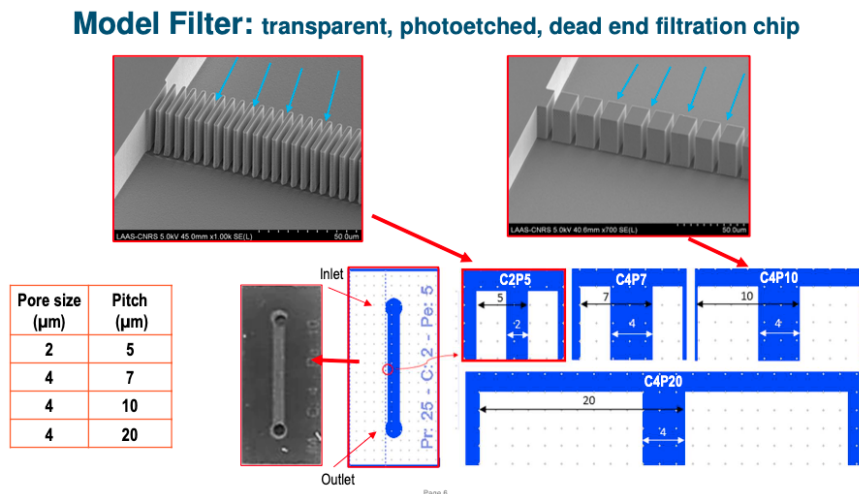 Model Filter: transparent, photoetched, dead end filtration chip
LAAS-CNRS 5.0kV 45.0mm x1.00k SE(L) 50.0um
LAAS-CNRS 5.0kV 40.6mm x700 SE(L) 50.0um
Pore size (µm) Pitch (µm)
2 5
4 7
4 10
4 20
Inlet
Outlet
Pr: 25 - C: 2 - Pe: 5
C2P5
5
2
C4P7
7
4
C4P10
10
4
C4P20
20
4
Page 6